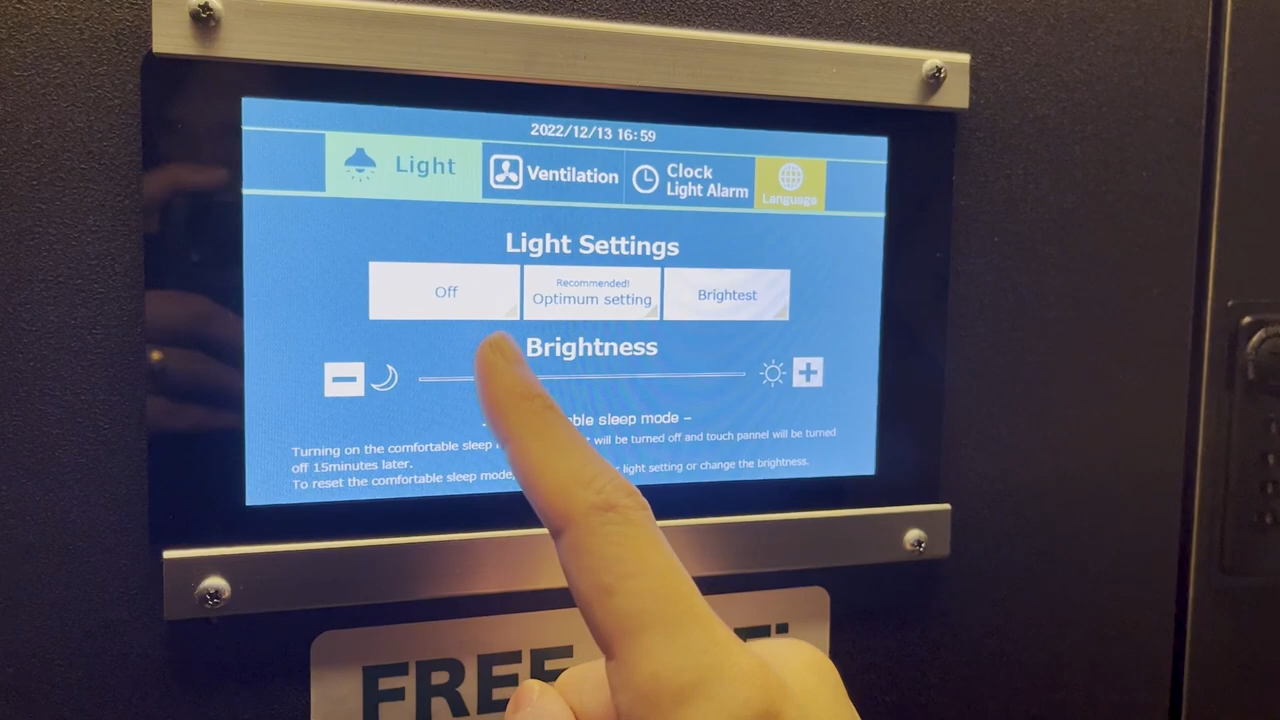 2022/12/13 16:59
Light
Ventilation
Clock
Light Alarm
Language
Light Settings
Off
Recommended!
Optimum setting
Brightest
Brightness
sleep mode –
Turning on the comfortable sleep will be turned off and touch pannel will be turned
off 15minutes later.
To reset the comfortable sleep mode, light setting or change the brightness.
FREE